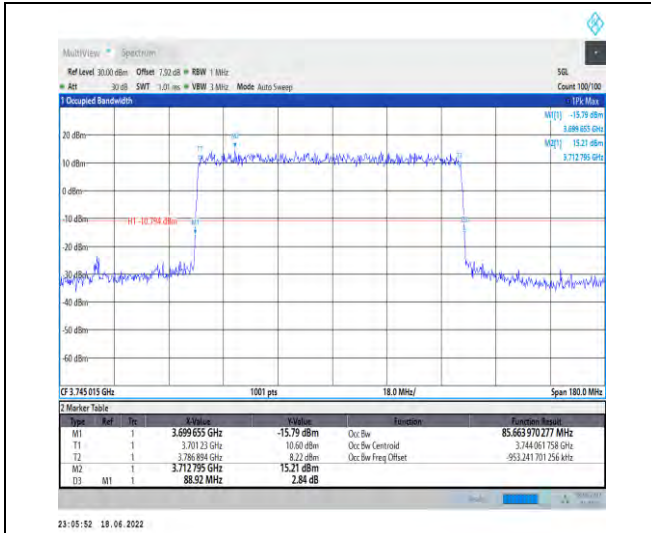 MultiView Spectrum
Ref Level 30.00 dBm Offset 7.92 dB RBW 1 MHz SGL
Att 30 dB SWT 1.01 ms VBW 3 MHz Mode Auto Sweep Count 100/100
1 Occupied Bandwidth 1Pk Max
M1[1] -15.79 dBm
3.699 655 GHz
M2[1] 15.21 dBm
3.712 795 GHz
20 dBm
M2
T1
T2
10 dBm
0 dBm
-10 dBm
H1 -10.794 dBm
M1
-20 dBm
-30 dBm
-40 dBm
-50 dBm
-60 dBm
CF 3.745 015 GHz 1001 pts 18.0 MHz/ Span 180.0 MHz
2 Marker Table
Type Ref Trc X-Value Y-Value Function Function Result
M1 1 3.699 655 GHz -15.79 dBm Occ Bw 85.663 970 277 MHz
T1 1 3.701 23 GHz 10.60 dBm Occ Bw Centroid 3.744 061 758 GHz
T2 1 3.786 894 GHz 8.22 dBm Occ Bw Freq Offset -953.241 701 256 kHz
M2 1 3.712 795 GHz 15.21 dBm
D3 M1 1 88.92 MHz 2.84 dB
23:05:52 18.06.2022